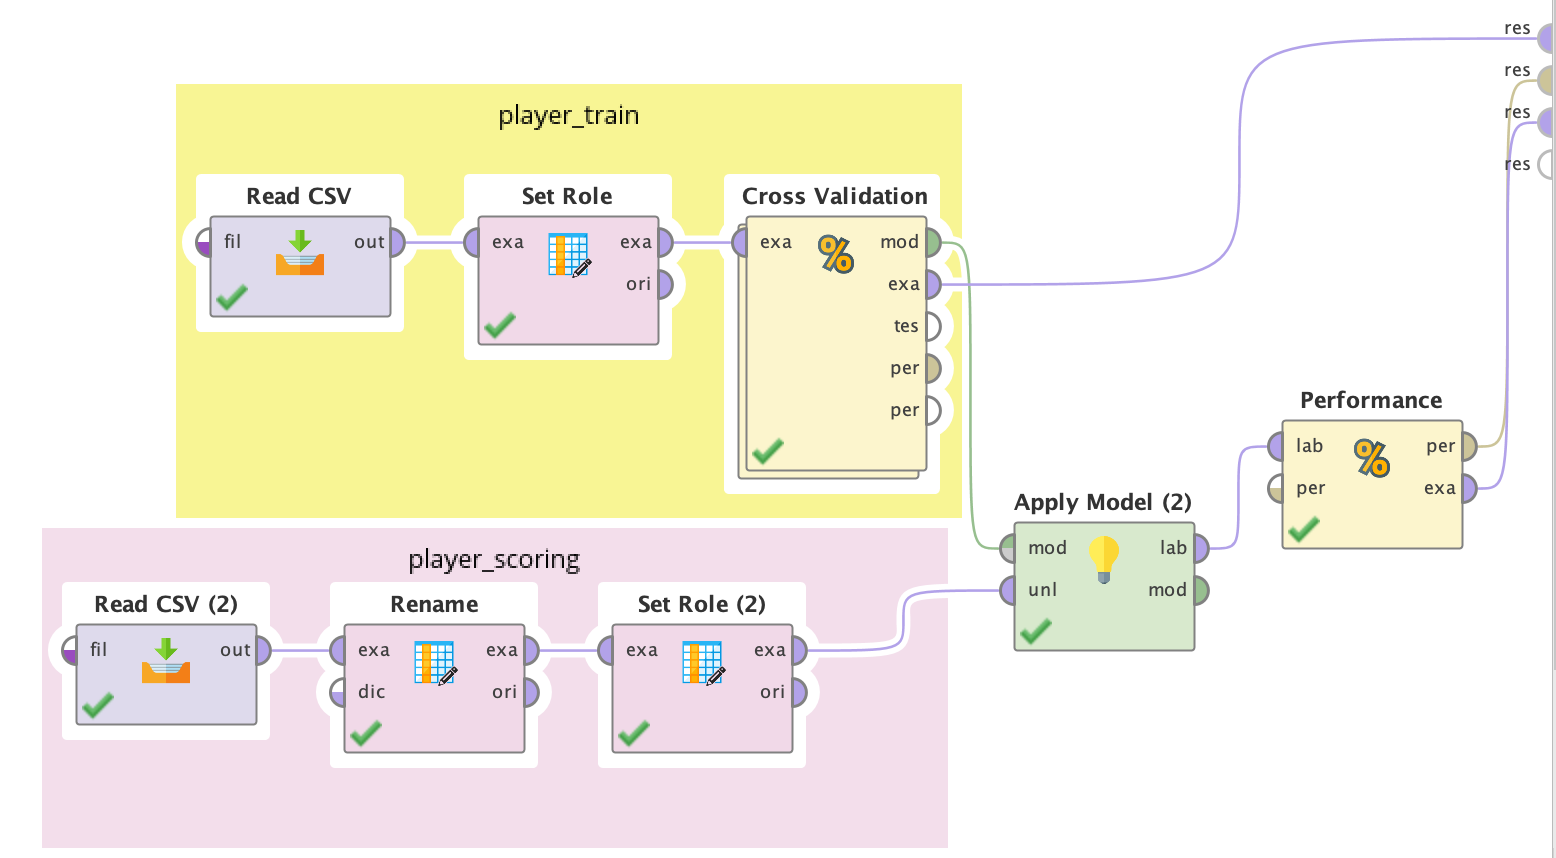 res
res
res
res
player_train
Read CSV
fil
out
Set Role
exa
exa
ori
Cross Validation
exa
mod
exa
tes
per
per
Performance
lab
per
per
exa
Apply Model (2)
mod
lab
unl
mod
player_scoring
Read CSV (2)
fil
out
Rename
exa
exa
dic
ori
Set Role (2)
exa
exa
ori